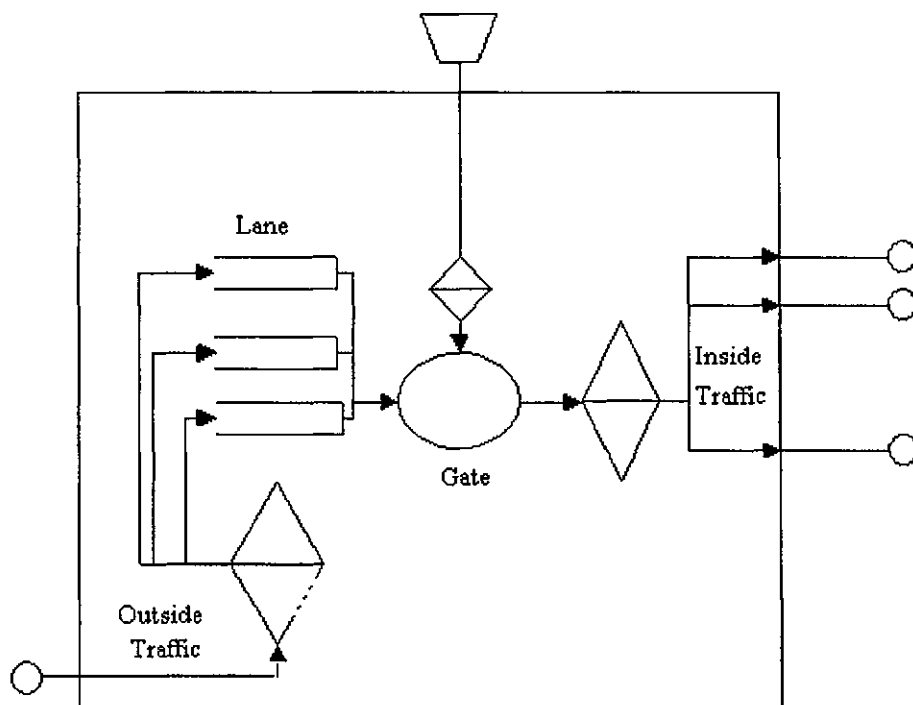 Lane
Inside
Traffic
Gate
Outside
Traffic